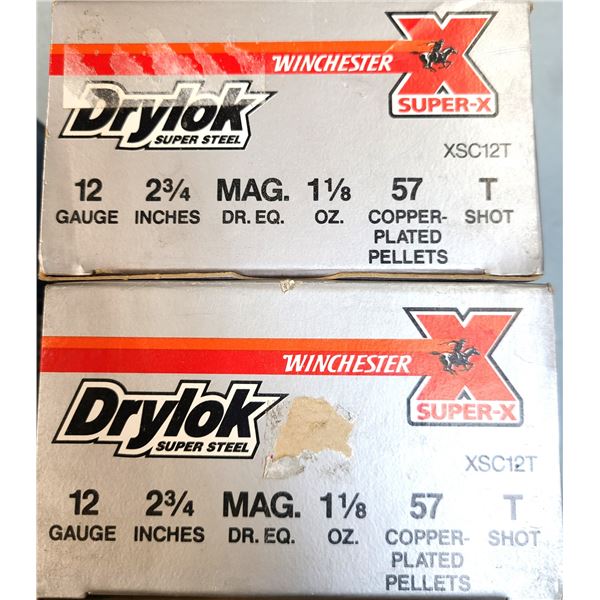 WINCHESTER
X
SUPER-X
Drylok
SUPER STEEL
XSC12T
12 2¾ MAG. 1⅛ 57 T
GAUGE INCHES DR. EQ. OZ. COPPER- SHOT
PLATED
PELLETS
WINCHESTER
X
SUPER-X
Drylok
SUPER STEEL
XSC12T
12 2¾ MAG. 1⅛ 57 T
GAUGE INCHES DR. EQ. OZ. COPPER- SHOT
PLATED
PELLETS